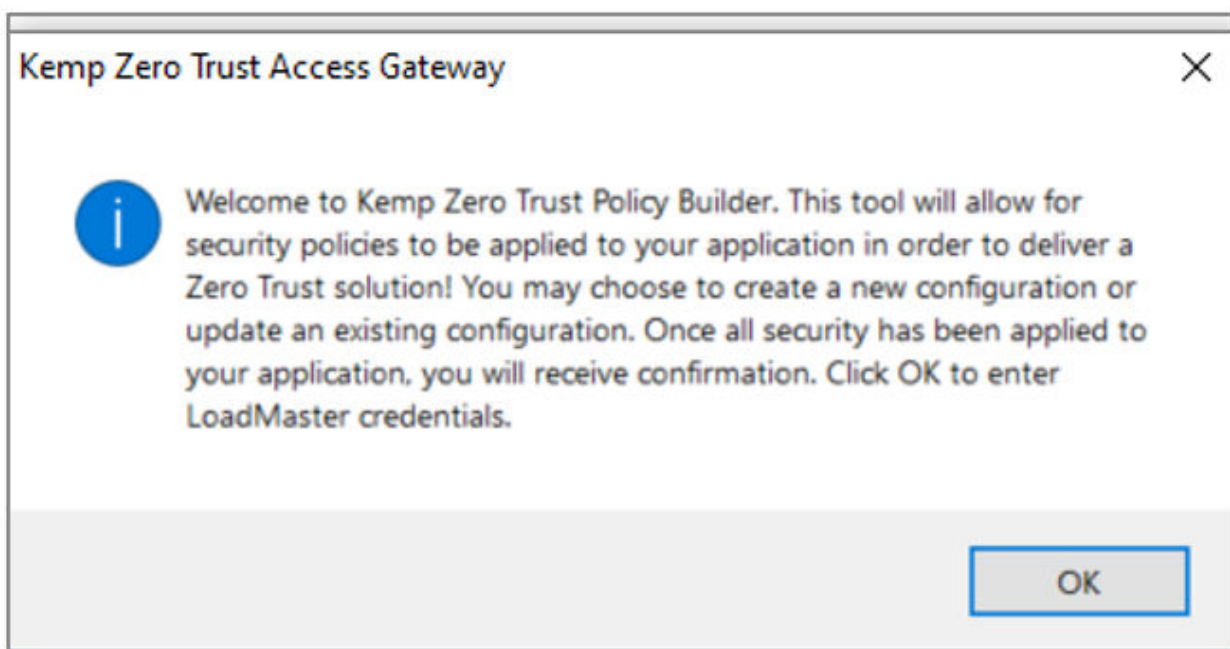 Kemp Zero Trust Access Gateway
Welcome to Kemp Zero Trust Policy Builder. This tool will allow for
security policies to be applied to your application in order to deliver a
Zero Trust solution! You may choose to create a new configuration or
update an existing configuration. Once all security has been applied to
your application, you will receive confirmation. Click OK to enter
LoadMaster credentials.
OK